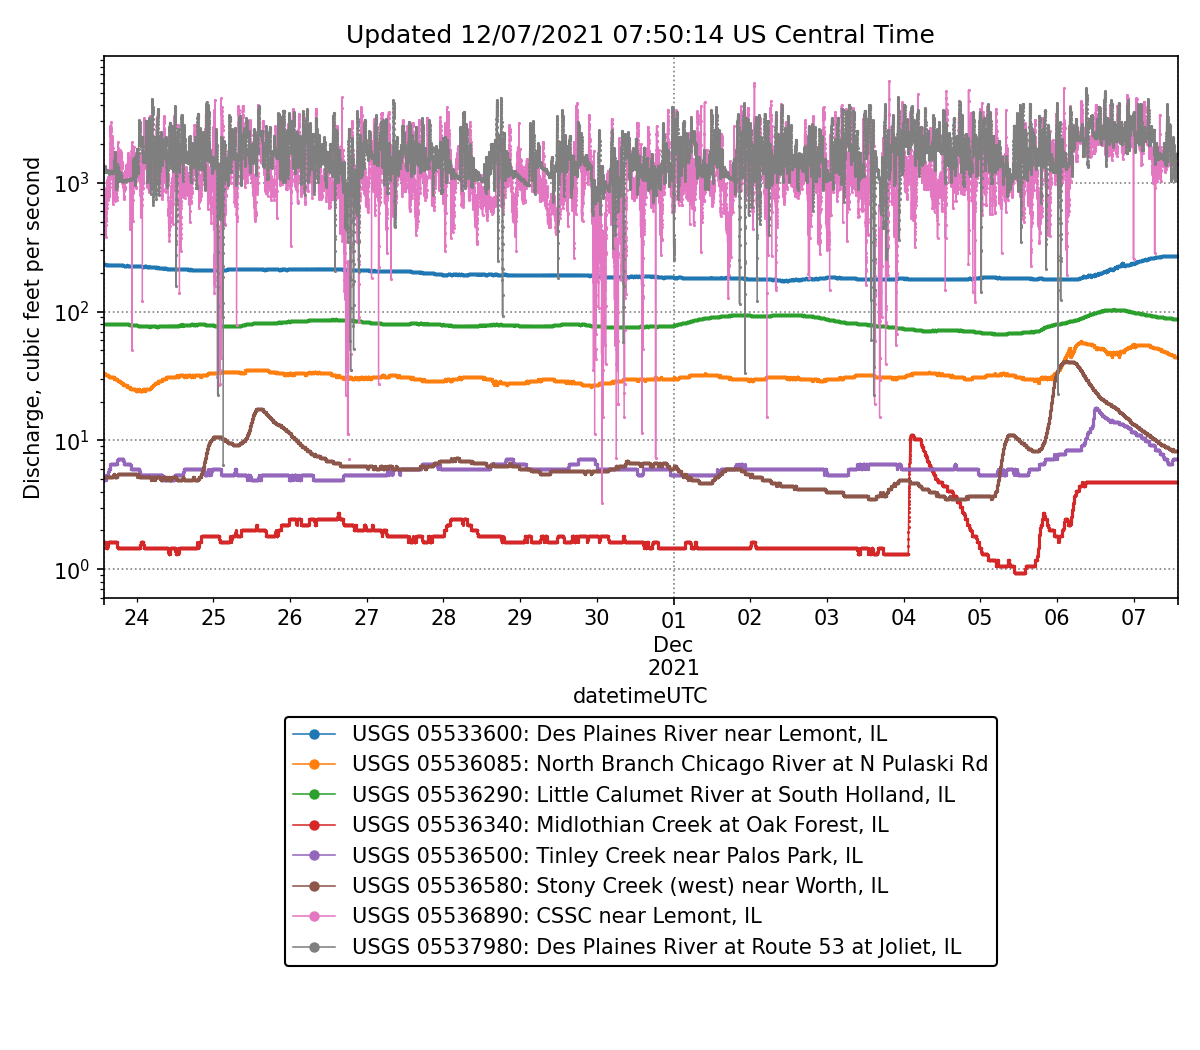 Updated 12/07/2021 07:50:14 US Central Time
Discharge, cubic feet per second
10³
10²
10¹
10⁰
24 25 26 27 28 29 30 01 02 03 04 05 06 07
Dec
2021
datetimeUTC
USGS 05533600: Des Plaines River near Lemont, IL
USGS 05536085: North Branch Chicago River at N Pulaski Rd
USGS 05536290: Little Calumet River at South Holland, IL
USGS 05536340: Midlothian Creek at Oak Forest, IL
USGS 05536500: Tinley Creek near Palos Park, IL
USGS 05536580: Stony Creek (west) near Worth, IL
USGS 05536890: CSSC near Lemont, IL
USGS 05537980: Des Plaines River at Route 53 at Joliet, IL